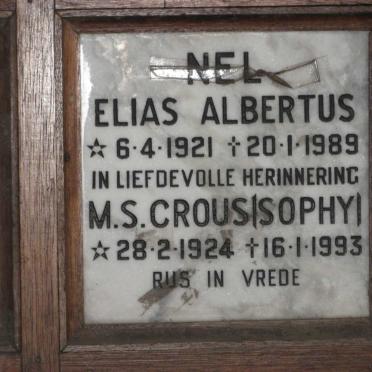 NEL
ELIAS ALBERTUS
☆ 6·4·1921 † 20·1·1989
IN LIEFDEVOLLE HERINNERING
M.S. CROUS (SOPHY)
☆ 28·2·1924 † 16·1·1993
RUS IN VREDE